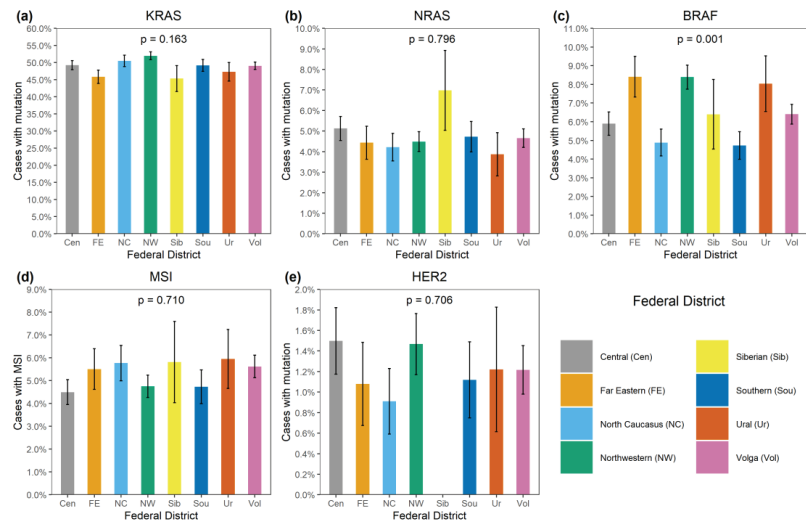 (a) KRAS
p = 0.163
Cases with mutation
60.0%
55.0%
50.0%
45.0%
40.0%
35.0%
30.0%
25.0%
20.0%
15.0%
10.0%
5.0%
0.0%
Cen FE NC NW Sib Sou Ur Vol
Federal District
(b) NRAS
p = 0.796
Cases with mutation
9.0%
8.0%
7.0%
6.0%
5.0%
4.0%
3.0%
2.0%
1.0%
0.0%
Cen FE NC NW Sib Sou Ur Vol
Federal District
(c) BRAF
p = 0.001
Cases with mutation
11.0%
10.0%
9.0%
8.0%
7.0%
6.0%
5.0%
4.0%
3.0%
2.0%
1.0%
0.0%
Cen FE NC NW Sib Sou Ur Vol
Federal District
(d) MSI
p = 0.710
Cases with MSI
9.0%
8.0%
7.0%
6.0%
5.0%
4.0%
3.0%
2.0%
1.0%
0.0%
Cen FE NC NW Sib Sou Ur Vol
Federal District
(e) HER2
p = 0.706
Cases with mutation
2.0%
1.8%
1.6%
1.4%
1.2%
1.0%
0.8%
0.6%
0.4%
0.2%
0.0%
Cen FE NC NW Sib Sou Ur Vol
Federal District
Federal District
Central (Cen)
Far Eastern (FE)
North Caucasus (NC)
Northwestern (NW)
Siberian (Sib)
Southern (Sou)
Ural (Ur)
Volga (Vol)